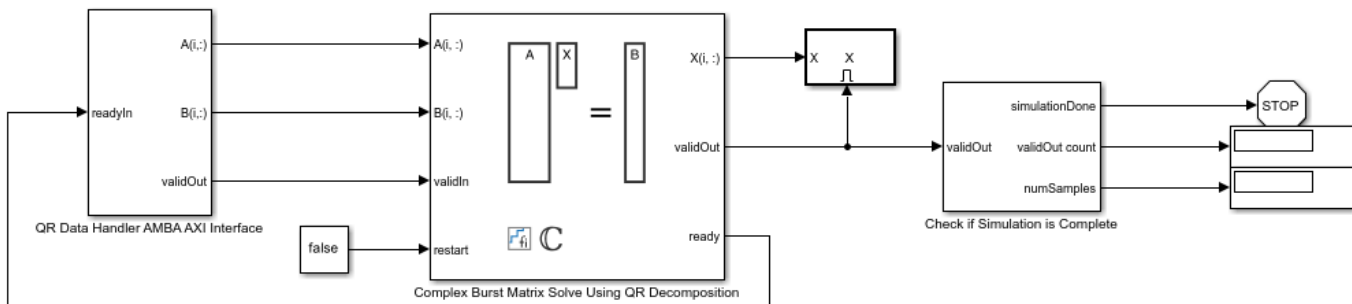 A(i,:)
readyIn
B(i,:)
validOut
QR Data Handler AMBA AXI Interface
false
A(i, :)
B(i, :)
validIn
restart
A
X
=
B
fi
ℂ
X(i, :)
validOut
ready
Complex Burst Matrix Solve Using QR Decomposition
X X
validOut
simulationDone
validOut count
numSamples
Check if Simulation is Complete
STOP